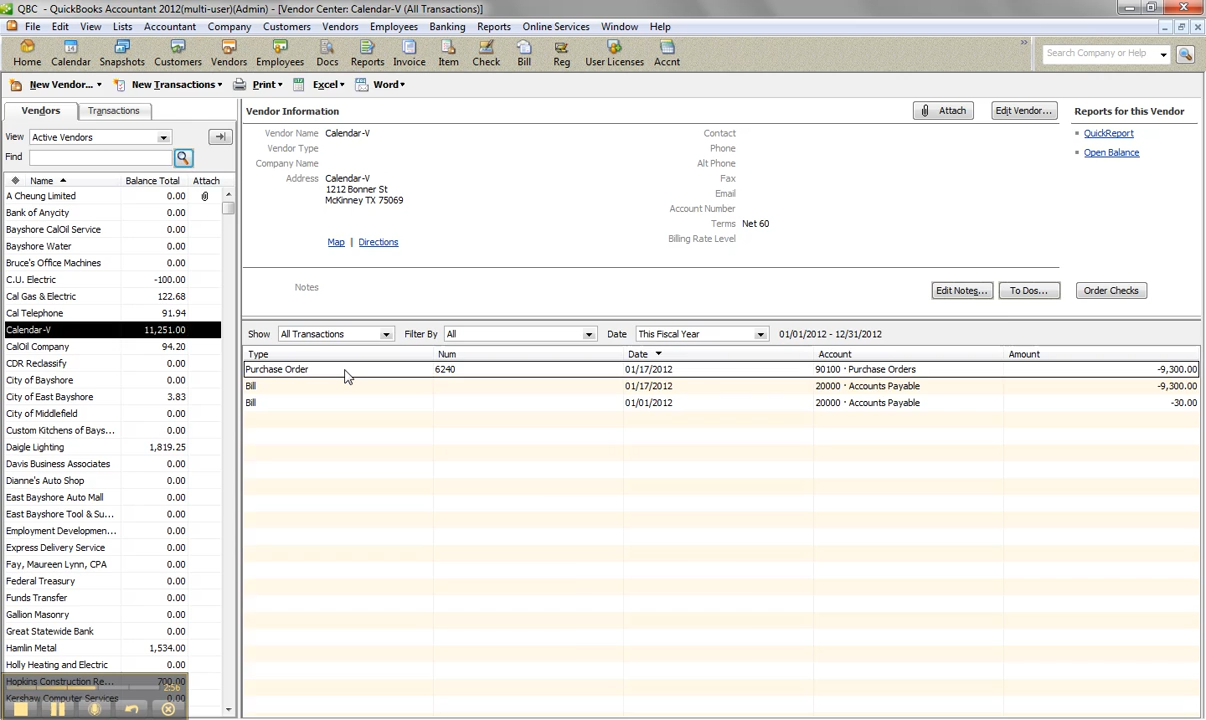 QBC - QuickBooks Accountant 2012(multi-user)(Admin) - [Vendor Center: Calendar-V (All Transactions)]
File Edit View Lists Accountant Company Customers Vendors Employees Banking Reports Online Services Window Help
Home Calendar Snapshots Customers Vendors Employees Docs Reports Invoice Item Check Bill Reg User Licenses Accnt
Search Company or Help
New Vendor... New Transactions Print Excel Word
Vendors Transactions
View Active Vendors
Find
Name Balance Total Attach
A Cheung Limited 0.00
Bank of Anycity 0.00
Bayshore CalOil Service 0.00
Bayshore Water 0.00
Bruce's Office Machines 0.00
C.U. Electric -100.00
Cal Gas & Electric 122.68
Cal Telephone 91.94
Calendar-V 11,251.00
CalOil Company 94.20
CDR Reclassify 0.00
City of Bayshore 0.00
City of East Bayshore 3.83
City of Middlefield 0.00
Custom Kitchens of Bays... 0.00
Daigle Lighting 1,819.25
Davis Business Associates 0.00
Dianne's Auto Shop 0.00
East Bayshore Auto Mall 0.00
East Bayshore Tool & Su... 0.00
Employment Developmen... 0.00
Express Delivery Service 0.00
Fay, Maureen Lynn, CPA 0.00
Federal Treasury 0.00
Funds Transfer 0.00
Gallion Masonry 0.00
Great Statewide Bank 0.00
Hamlin Metal 1,534.00
Holly Heating and Electric 0.00
Hopkins Construction Re... 700.00
Kershaw Computer Services 0.00
2:56
Vendor Information
Attach Edit Vendor...
Vendor Name Calendar-V
Vendor Type
Company Name
Address Calendar-V
1212 Bonner St
McKinney TX 75069
Map | Directions
Contact
Phone
Alt Phone
Fax
Email
Account Number
Terms Net 60
Billing Rate Level
Reports for this Vendor
QuickReport
Open Balance
Notes
Edit Notes... To Dos... Order Checks
Show All Transactions Filter By All Date This Fiscal Year 01/01/2012 - 12/31/2012
Type Num Date Account Amount
Purchase Order 6240 01/17/2012 90100 · Purchase Orders -9,300.00
Bill 01/17/2012 20000 · Accounts Payable -9,300.00
Bill 01/01/2012 20000 · Accounts Payable -30.00